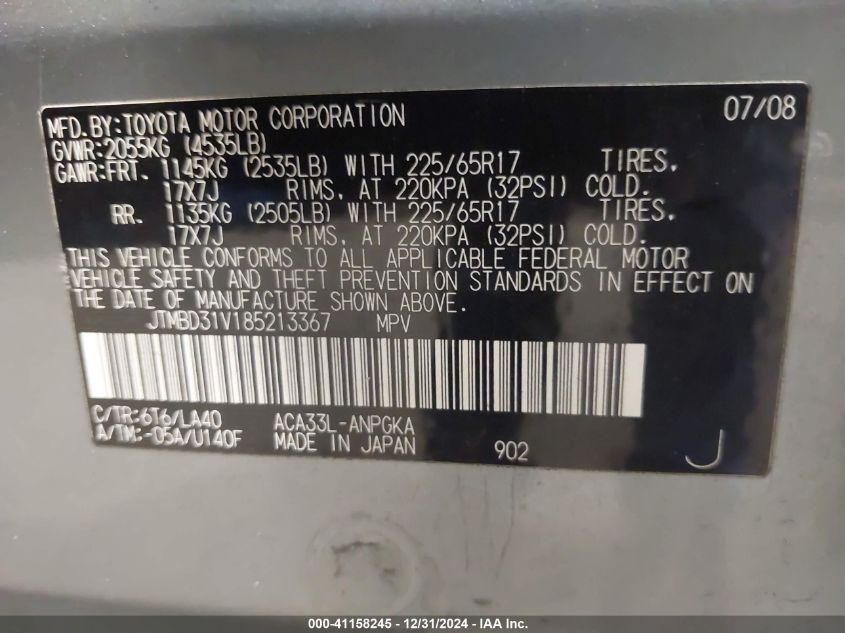 MFD.BY:TOYOTA MOTOR CORPORATION 07/08
GVWR:2055KG (4535LB)
GAWR:FRT. 1145KG (2535LB) WITH 225/65R17 TIRES.
17X7J RIMS, AT 220KPA (32PSI) COLD.
RR. 1135KG (2505LB) WITH 225/65R17 TIRES.
17X7J RIMS, AT 220KPA (32PSI) COLD.
THIS VEHICLE CONFORMS TO ALL APPLICABLE FEDERAL MOTOR
VEHICLE SAFETY AND THEFT PREVENTION STANDARDS IN EFFECT ON
THE DATE OF MANUFACTURE SHOWN ABOVE.
JTMBD31V185213367 MPV
C/TR:6T6/LA40 ACA33L-ANPGKA
A/TM:-05A/U140F MADE IN JAPAN 902 J
000-41158245 - 12/31/2024 - IAA Inc.